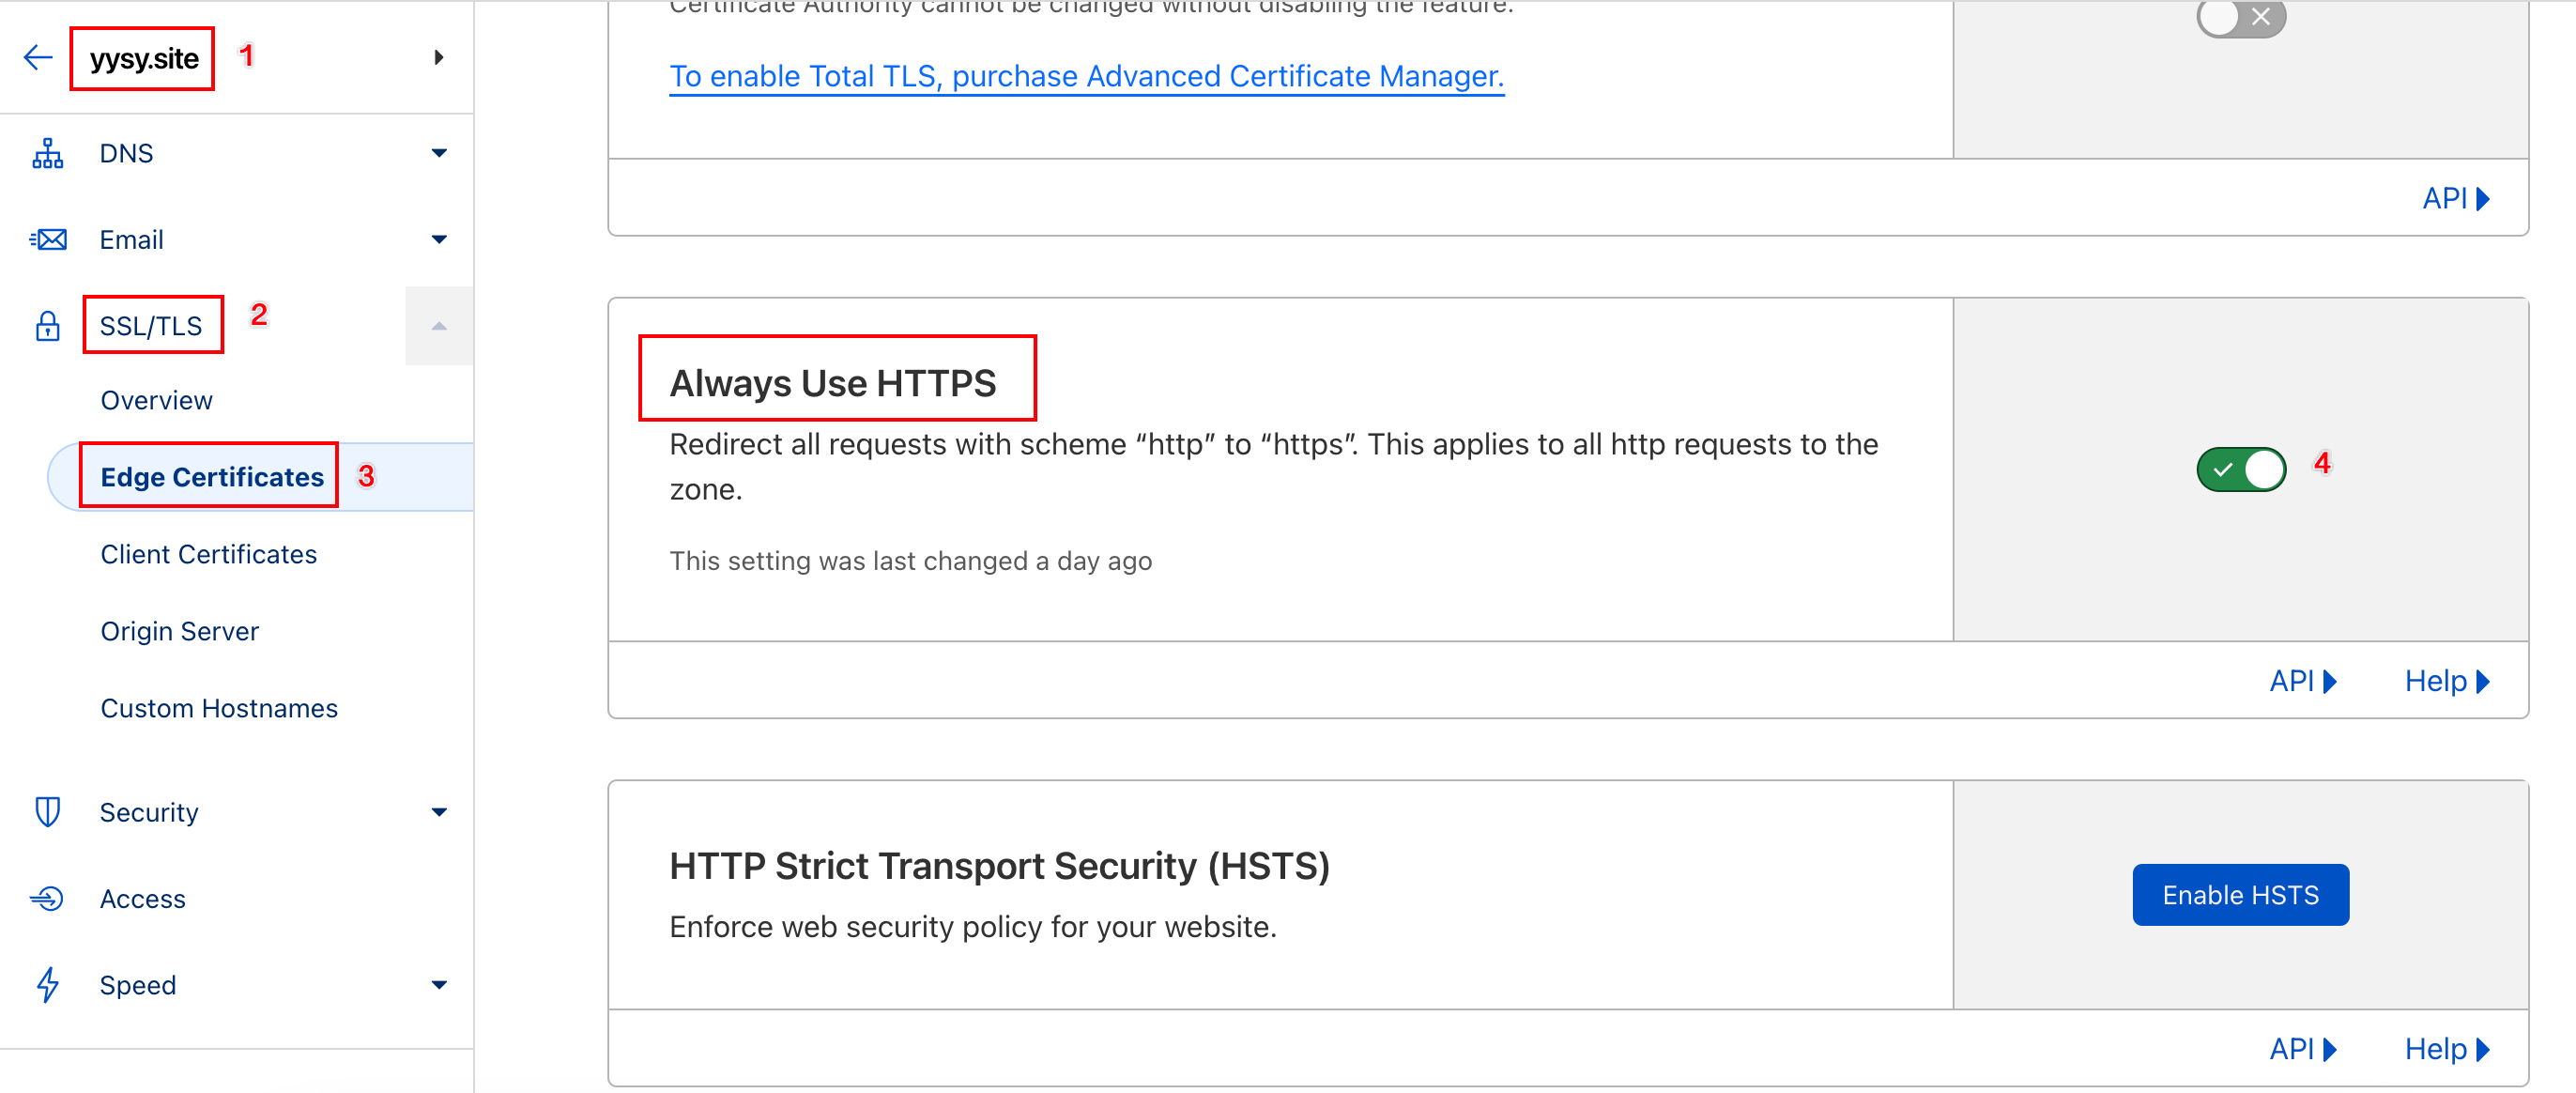 yysy.site
1
DNS
Email
SSL/TLS
2
Overview
Edge Certificates
3
Client Certificates
Origin Server
Custom Hostnames
Security
Access
Speed
Certificate Authority cannot be changed without disabling the feature.
To enable Total TLS, purchase Advanced Certificate Manager.
API
Always Use HTTPS
Redirect all requests with scheme “http” to “https”. This applies to all http requests to the
zone.
This setting was last changed a day ago
4
API
Help
HTTP Strict Transport Security (HSTS)
Enforce web security policy for your website.
Enable HSTS
API
Help